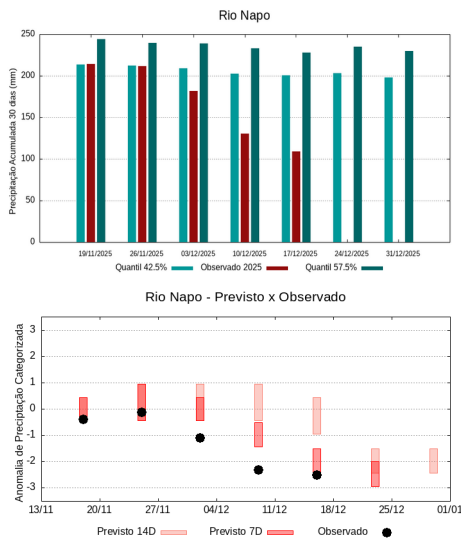 Rio Napo
Precipitação Acumulada 30 dias (mm)
250
200
150
100
50
0
19/11/2025 26/11/2025 03/12/2025 10/12/2025 17/12/2025 24/12/2025 31/12/2025
Quantil 42.5% Observado 2025 Quantil 57.5%
Rio Napo - Previsto x Observado
Anomalia de Preciptação Categorizada
3
2
1
0
-1
-2
-3
13/11 20/11 27/11 04/12 11/12 18/12 25/12 01/01
Previsto 14D Previsto 7D Observado